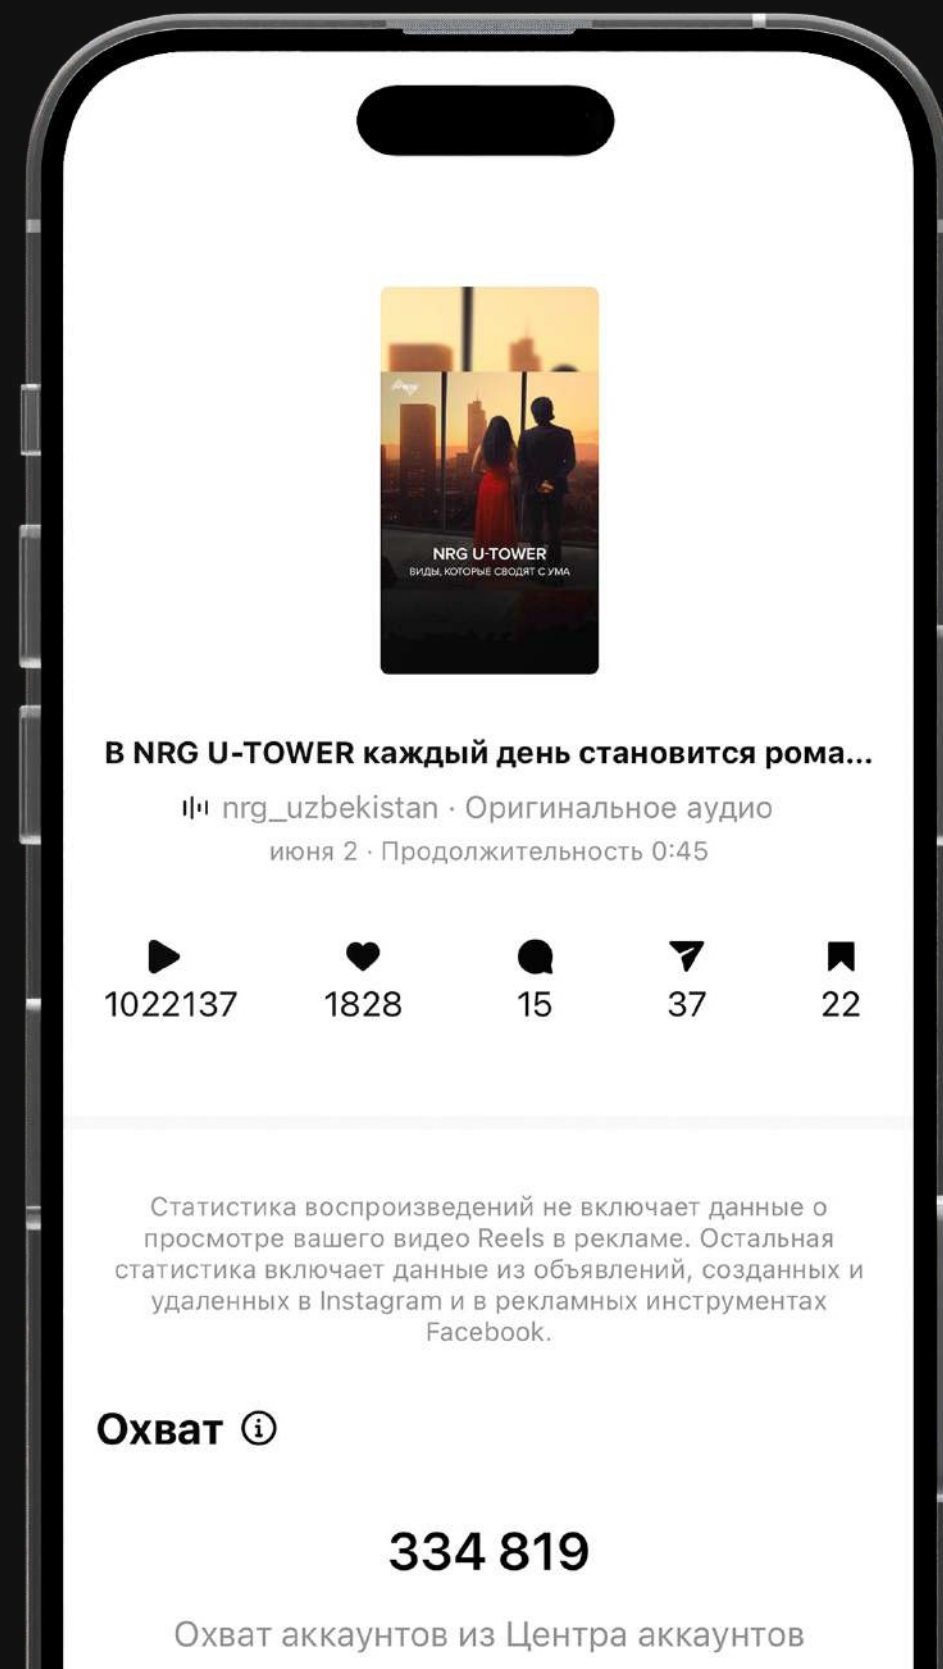 NRG U-TOWER
ВИДЫ, КОТОРЫЕ СВОДЯТ С УМА
В NRG U-TOWER каждый день становится рома...
nrg_uzbekistan · Оригинальное аудио
июня 2 · Продолжительность 0:45
1022137 1828 15 37 22
Статистика воспроизведений не включает данные о
просмотре вашего видео Reels в рекламе. Остальная
статистика включает данные из объявлений, созданных и
удаленных в Instagram и в рекламных инструментах
Facebook.
Охват
334 819
Охват аккаунтов из Центра аккаунтов